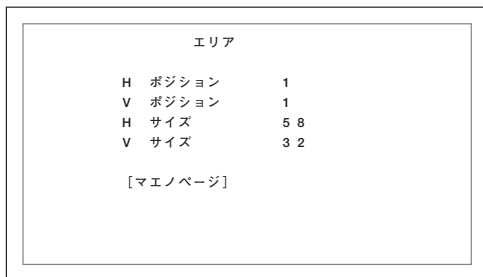 エリア
H ポジション 1
V ポジション 1
H サイズ 58
V サイズ 32
[マエノページ]